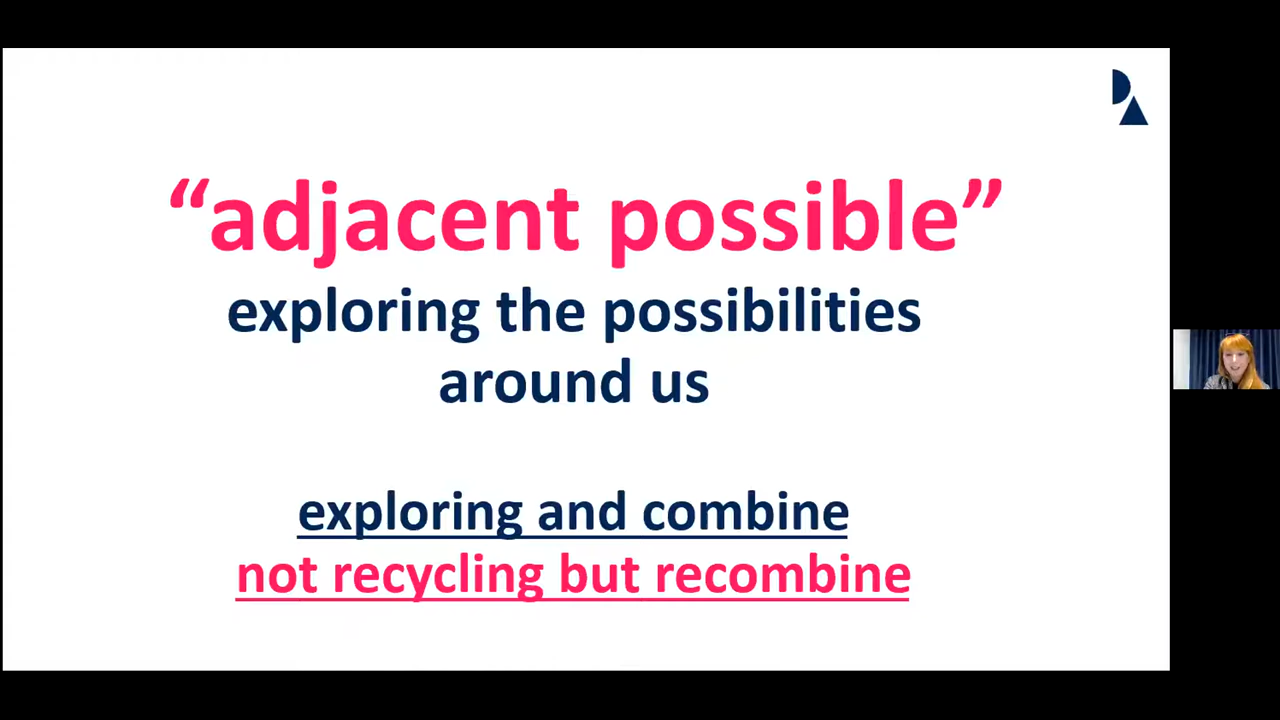 “adjacent possible”
exploring the possibilities
around us
exploring and combine
not recycling but recombine